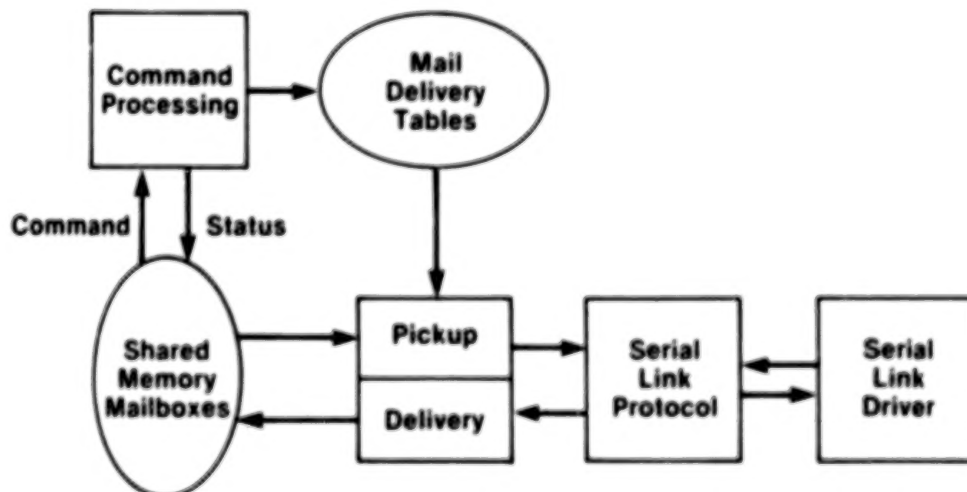 Command
Processing
Mail
Delivery
Tables
Command
Status
Shared
Memory
Mailboxes
Pickup
Delivery
Serial
Link
Protocol
Serial
Link
Driver